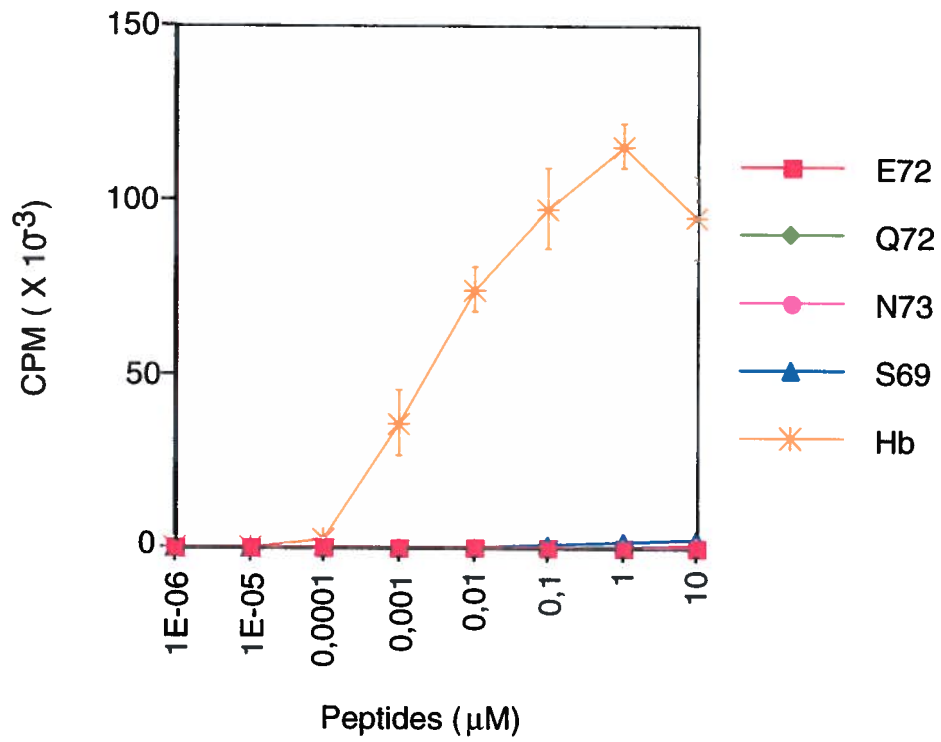 150
100
50
0
CPM ( X 10-3)
1E-06
1E-05
0,0001
0,001
0,01
0,1
1
10
Peptides (µM)
E72
Q72
N73
S69
Hb